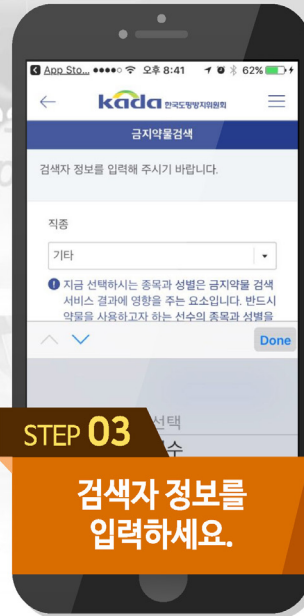 App Sto... 오후 8:41 62%
kada 한국도핑방지위원회
금지약물검색
검색자 정보를 입력해 주시기 바랍니다.
직종
기타
지금 선택하시는 종목과 성별은 금지약물 검색
서비스 결과에 영향을 주는 요소입니다. 반드시
약물을 사용하고자 하는 선수의 종목과 성별을
Done
선택
수
STEP 03
검색자 정보를
입력하세요.